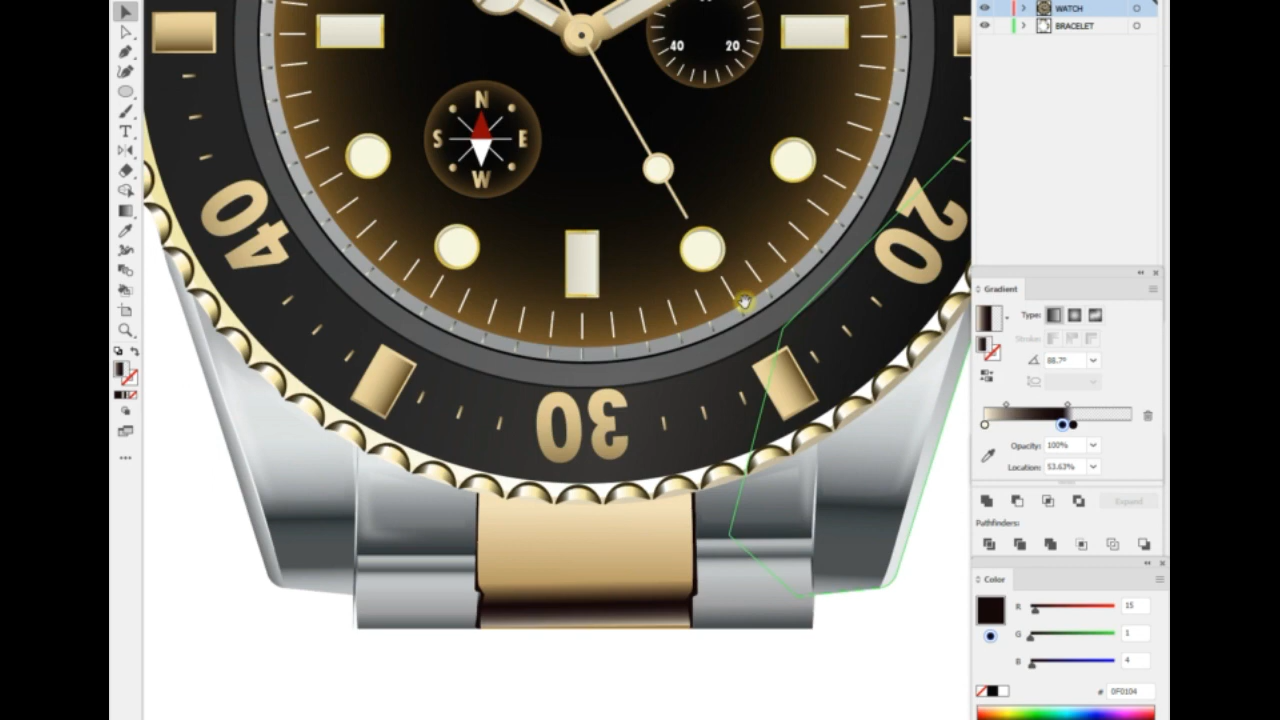 WATCH
BRACELET
40 20
N
S E
W
40
20
30
Gradient
Type:
Stroke:
88.7°
Opacity: 100%
Location: 53.63%
Expand
Pathfinders:
Color
R 15
G 1
B 4
# 0F0104